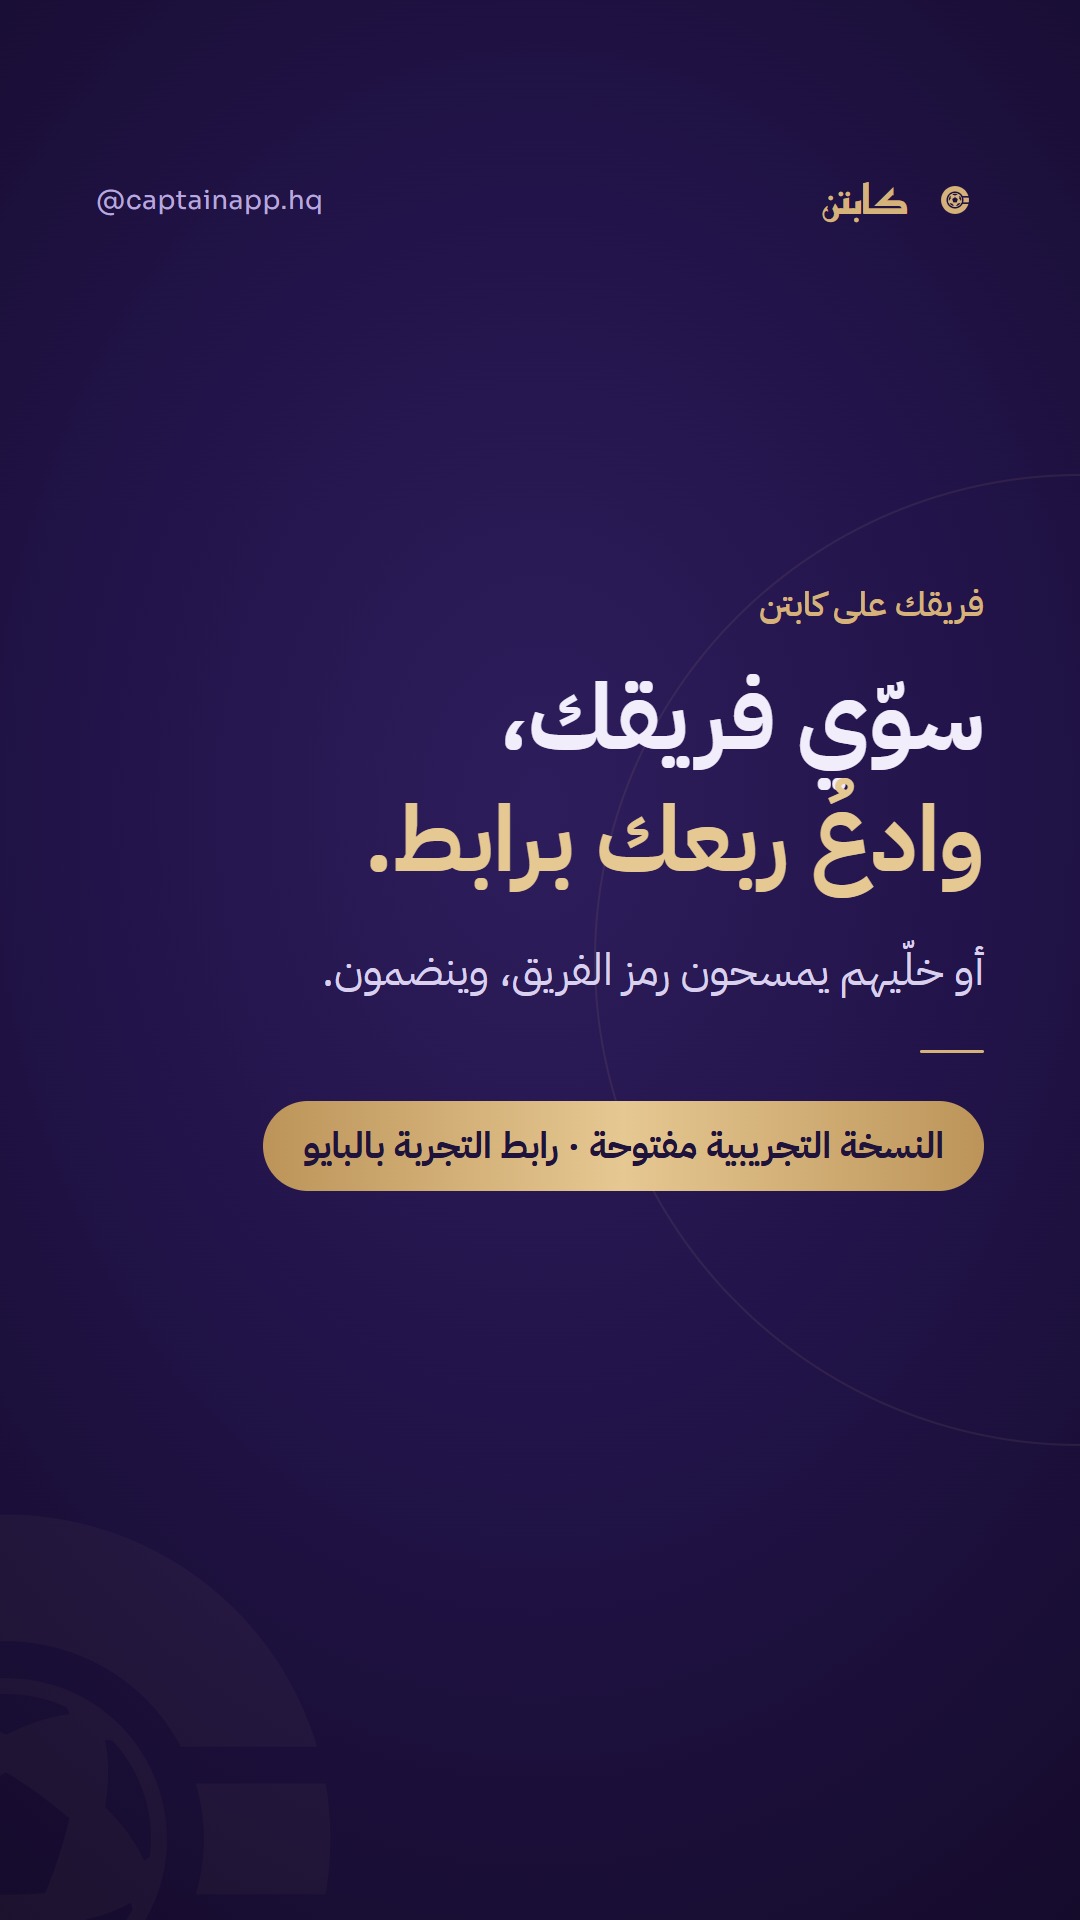 كابتن
@captainapp.hq
فريقك على كابتن
سوّي فريقك،
وادعُ ربعك برابط.
أو خلّيهم يمسحون رمز الفريق، وينضمون.
النسخة التجريبية مفتوحة · رابط التجربة بالبايو